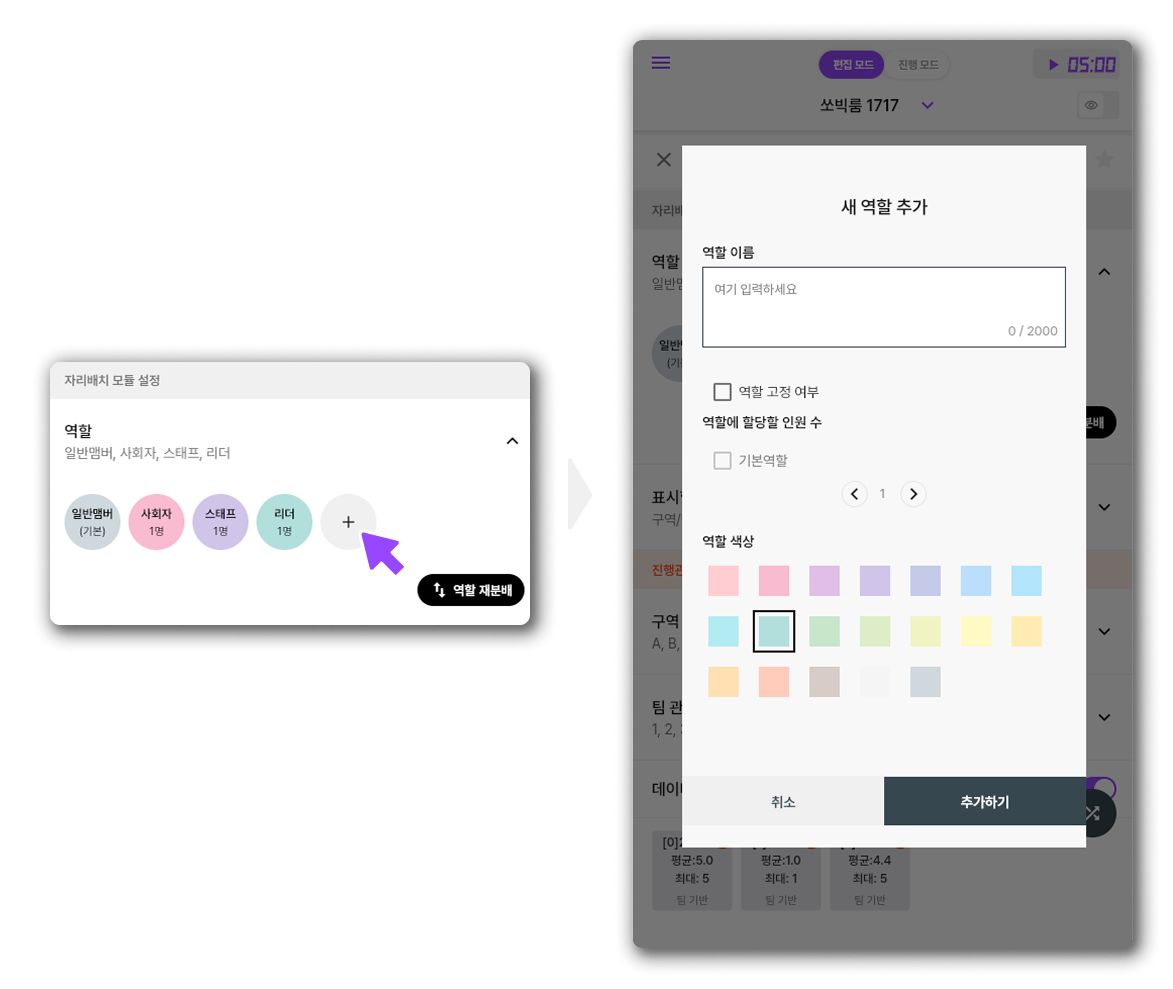 자리배치 모듈 설정
역할
일반맴버, 사회자, 스태프, 리더
일반맴버
(기본)
사회자
1명
스태프
1명
리더
1명
+
역할 재분배
편집 모드
진행 모드
05:00
쏘빅룸 1717
새 역할 추가
역할 이름
여기 입력하세요
0 / 2000
역할 고정 여부
역할에 할당할 인원 수
기본역할
1
역할 색상
취소
추가하기
자리배
역할
일반맴
일반
(기
분배
표시
구역/
진행관
구역
A, B,
팀 관
1, 2,
데이
평균:5.0
최대: 5
팀 기반
평균:1.0
최대: 1
팀 기반
평균:4.4
최대: 5
팀 기반